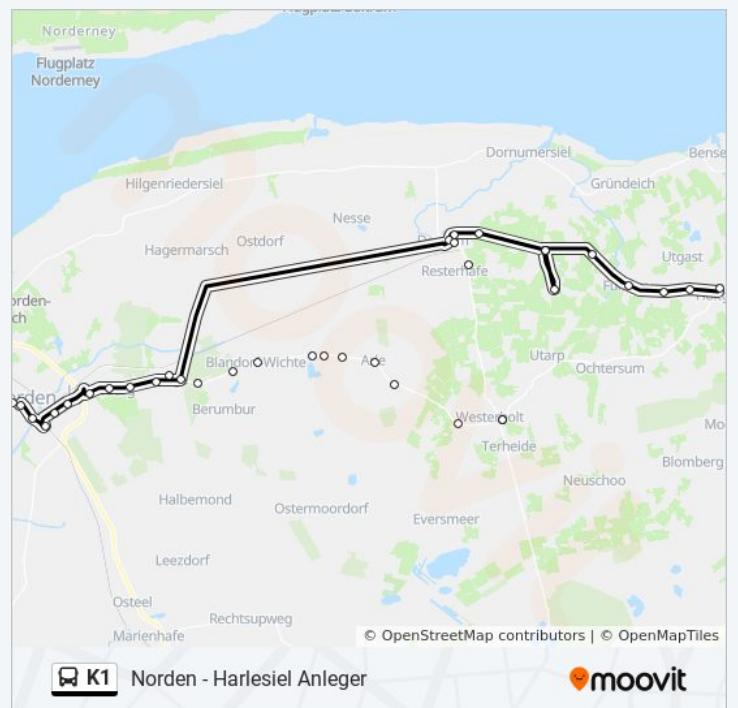 Norderney
Flugplatz
Norderney
Dornumersiel
Bense
Hilgenriedersiel
Gründeich
Nesse
Hagermarsch
Ostdorf
Resterhafe
Utgast
Blandorf
Wichte
Arle
Utarp
Ochtersum
Berumbur
Westerholt
Terheide
Blomberg
Neuschoo
Halbemond
Ostermoordorf
Eversmeer
Leezdorf
Osteel
Rechtsupweg
Marienhafe
© OpenStreetMap contributors | © OpenMapTiles
K1 Norden - Harlesiel Anleger
moovit